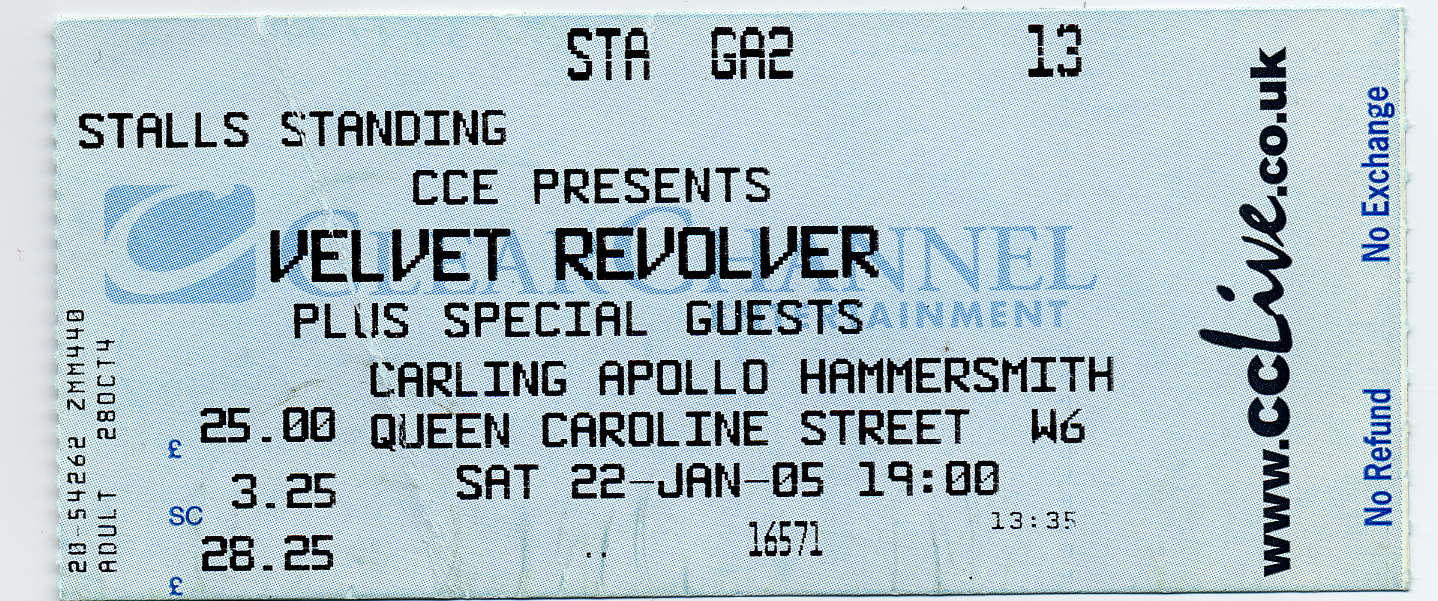 STA GA2 13
STALLS STANDING
CCE PRESENTS
CLEARCHANNEL
VELVET REVOLVER
ENTERTAINMENT
PLUS SPECIAL GUESTS
CARLING APOLLO HAMMERSMITH
£ 25.00 QUEEN CAROLINE STREET W6
SC 3.25 SAT 22-JAN-05 19:00
£ 28.25 .. 16571 13:35
20-54262 2MM440
ADULT 28OCT4
www.ccLive.co.uk
No Exchange
No Refund